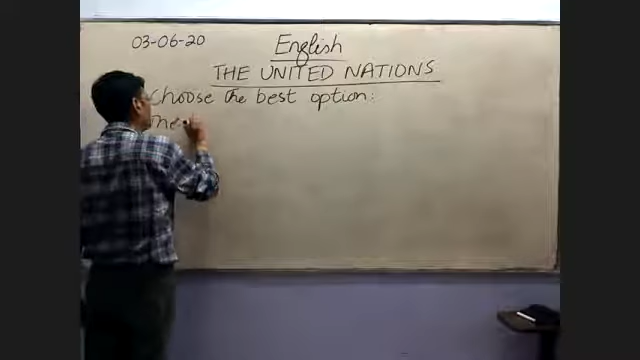 03-06-20 English
THE UNITED NATIONS
Choose the best option: